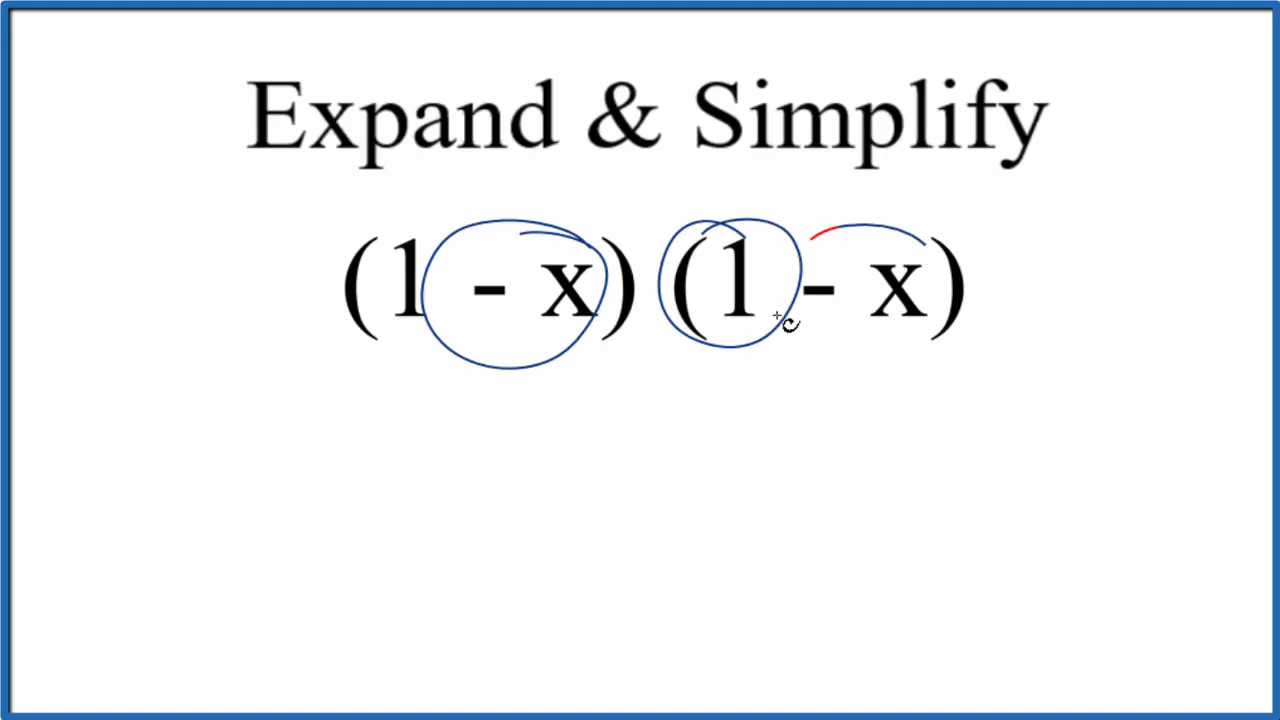 Expand & Simplify
(1 - x) (1 - x)